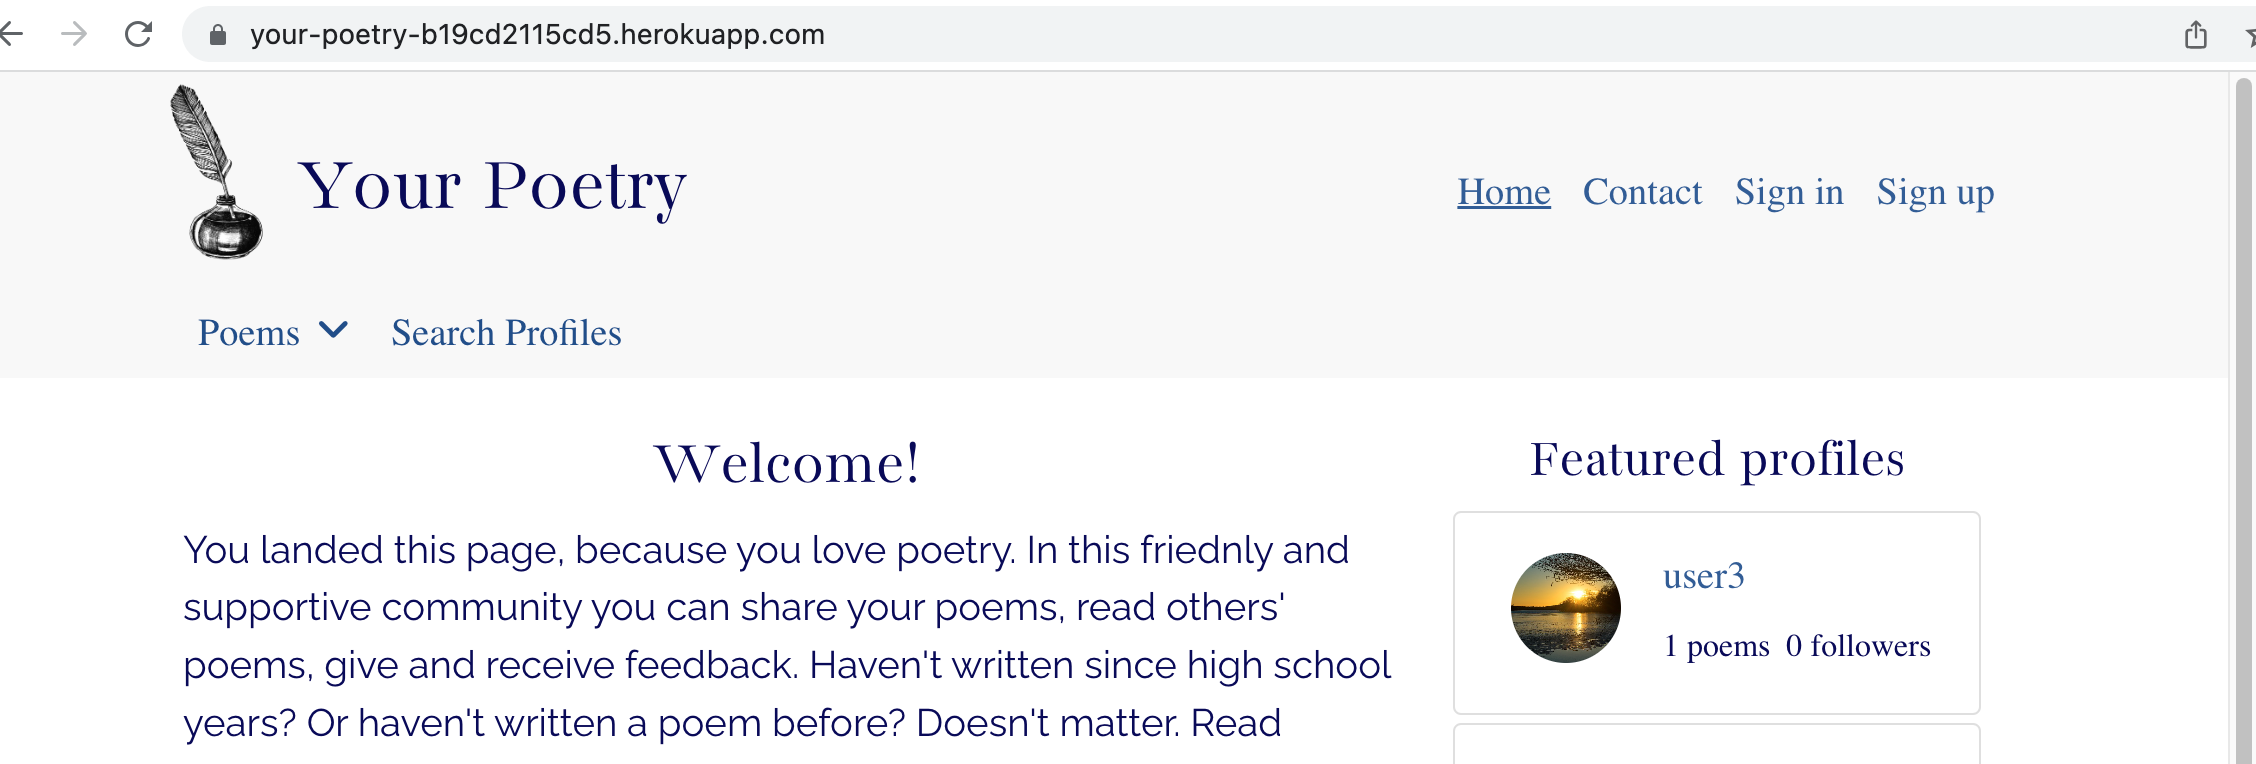 your-poetry-b19cd2115cd5.herokuapp.com
Your Poetry
Home Contact Sign in Sign up
Poems Search Profiles
Welcome!
You landed this page, because you love poetry. In this friednly and
supportive community you can share your poems, read others'
poems, give and receive feedback. Haven't written since high school
years? Or haven't written a poem before? Doesn't matter. Read
Featured profiles
user3
1 poems 0 followers